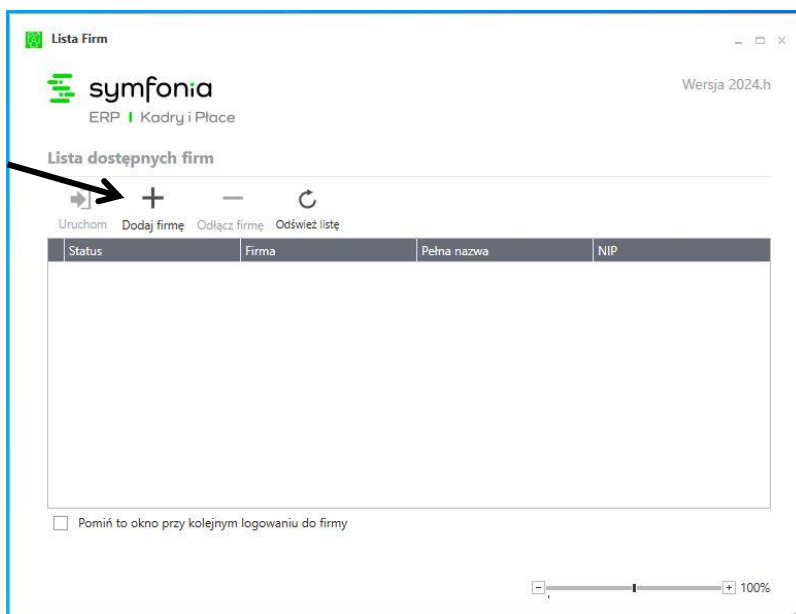 Lista Firm
symfonia
Wersja 2024.h
ERP | Kadry i Płace
Lista dostępnych firm
Uruchom Dodaj firmę Odłącz firmę Odśwież listę
Status Firma Pełna nazwa NIP
Pomiń to okno przy kolejnym logowaniu do firmy
100%